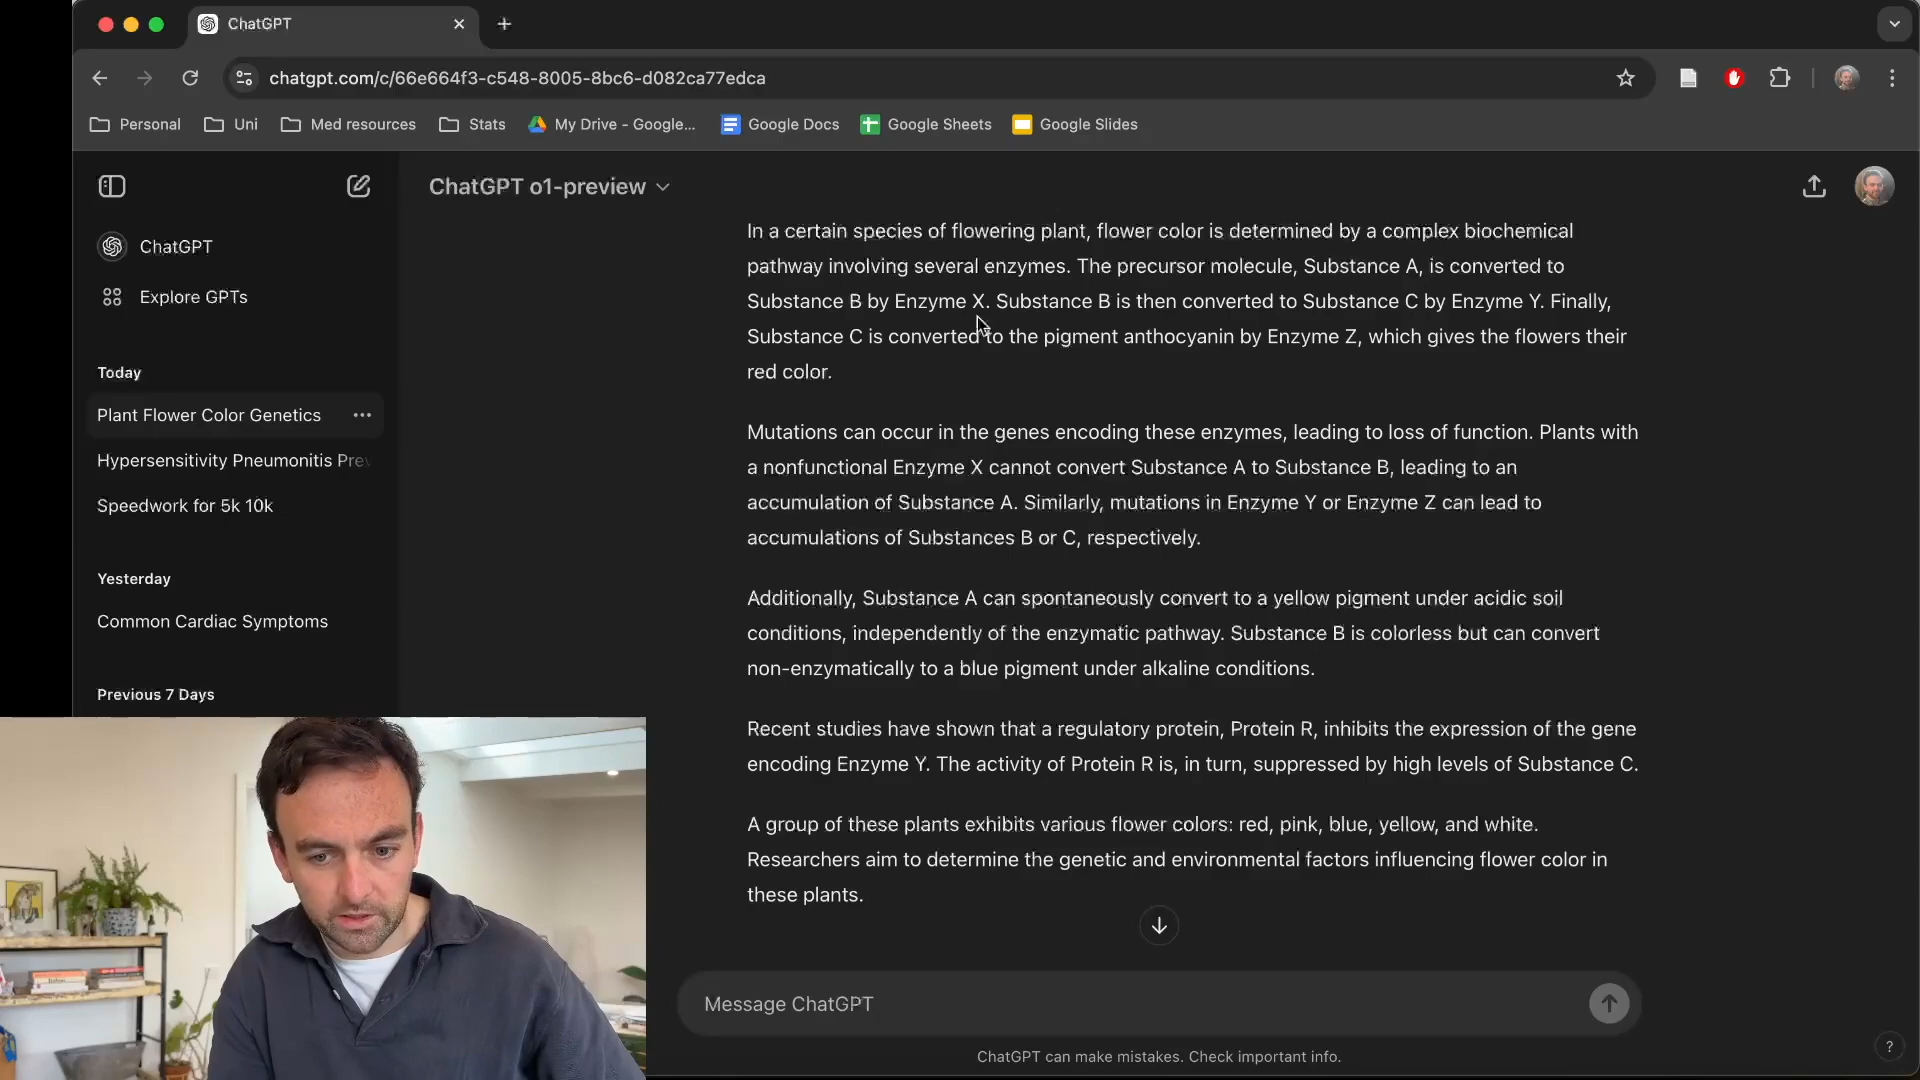 ChatGPT
chatgpt.com/c/66e664f3-c548-8005-8bc6-d082ca77edca
Personal
Uni
Med resources
Stats
My Drive - Google...
Google Docs
Google Sheets
Google Slides
ChatGPT o1-preview
ChatGPT
Explore GPTs
Today
Plant Flower Color Genetics
Hypersensitivity Pneumonitis Prev
Speedwork for 5k 10k
Yesterday
Common Cardiac Symptoms
Previous 7 Days
In a certain species of flowering plant, flower color is determined by a complex biochemical
pathway involving several enzymes. The precursor molecule, Substance A, is converted to
Substance B by Enzyme X. Substance B is then converted to Substance C by Enzyme Y. Finally,
Substance C is converted to the pigment anthocyanin by Enzyme Z, which gives the flowers their
red color.
Mutations can occur in the genes encoding these enzymes, leading to loss of function. Plants with
a nonfunctional Enzyme X cannot convert Substance A to Substance B, leading to an
accumulation of Substance A. Similarly, mutations in Enzyme Y or Enzyme Z can lead to
accumulations of Substances B or C, respectively.
Additionally, Substance A can spontaneously convert to a yellow pigment under acidic soil
conditions, independently of the enzymatic pathway. Substance B is colorless but can convert
non-enzymatically to a blue pigment under alkaline conditions.
Recent studies have shown that a regulatory protein, Protein R, inhibits the expression of the gene
encoding Enzyme Y. The activity of Protein R is, in turn, suppressed by high levels of Substance C.
A group of these plants exhibits various flower colors: red, pink, blue, yellow, and white.
Researchers aim to determine the genetic and environmental factors influencing flower color in
these plants.
Message ChatGPT
ChatGPT can make mistakes. Check important info.
?